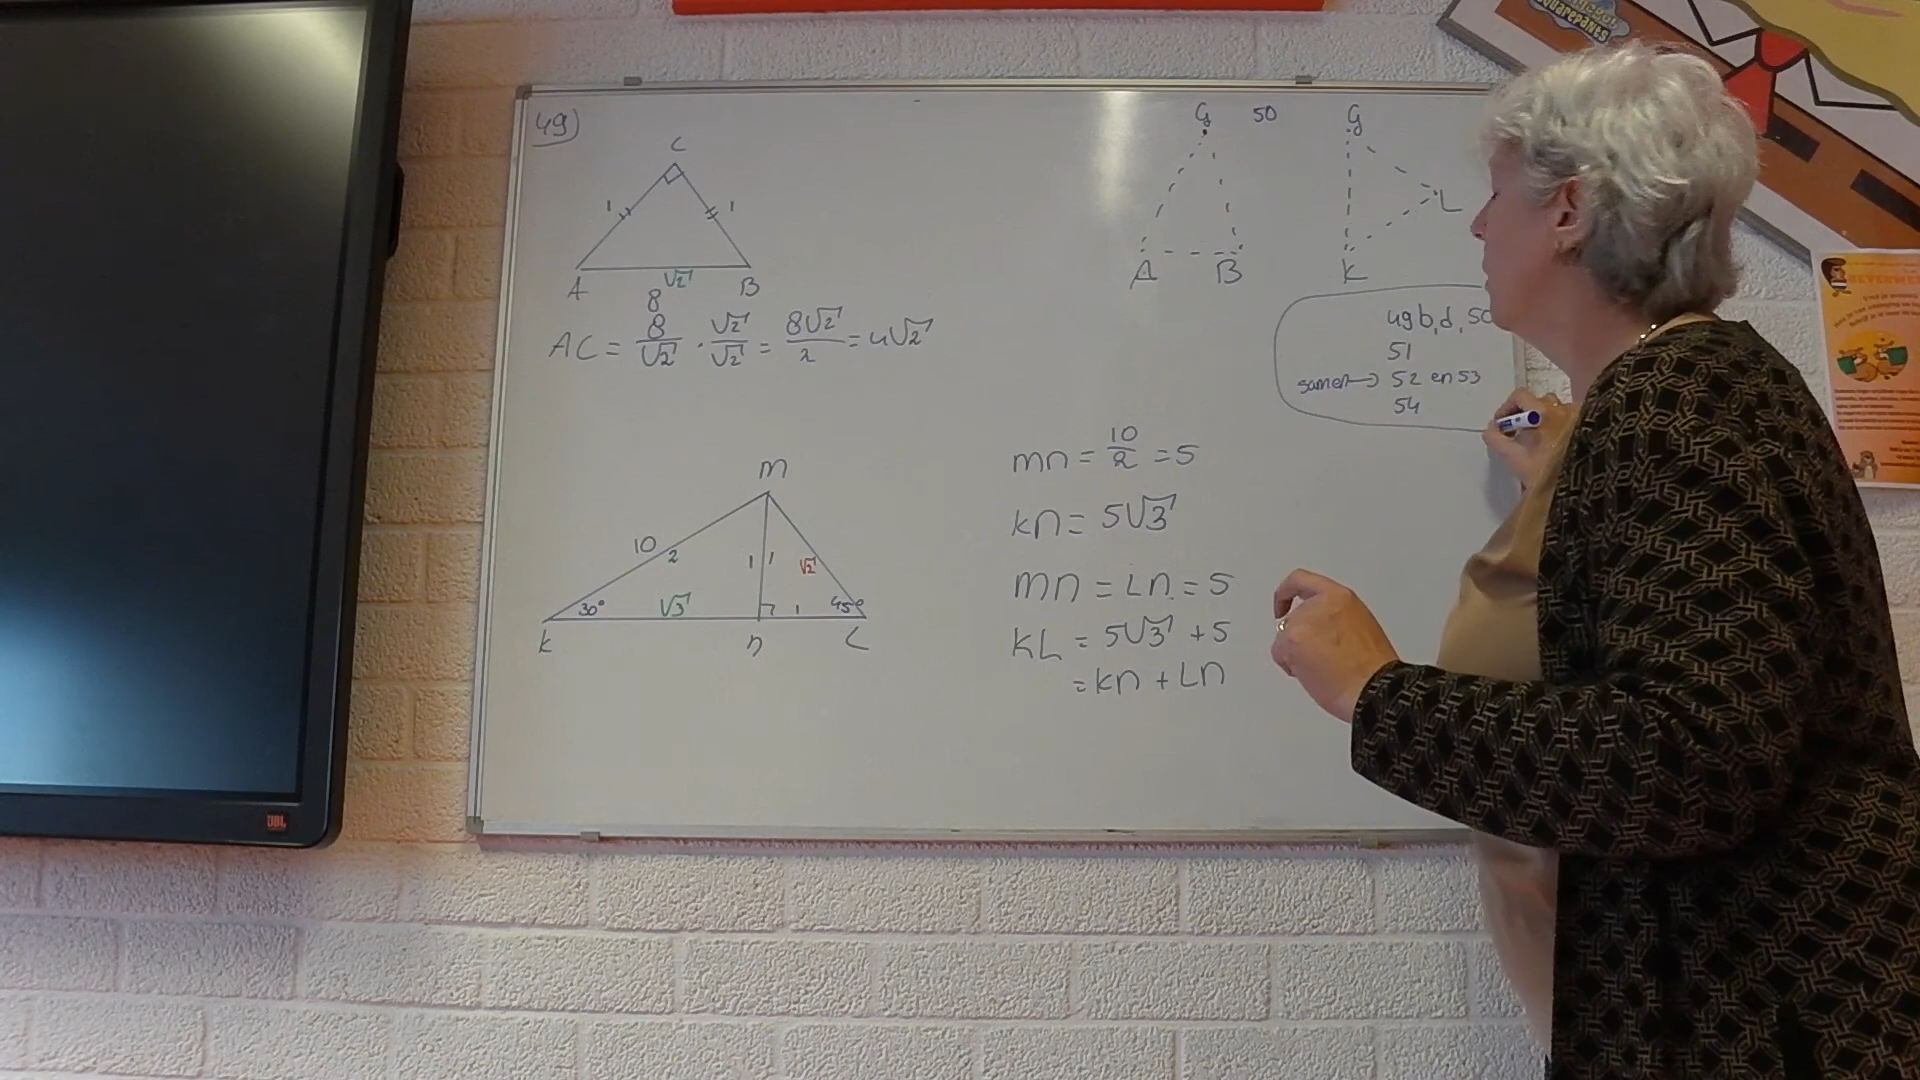 49)
C
1 1
A √2 B
8
AC = 8/√2 · √2/√2 = 8√2/2 = 4√2
M
10 2 1 1 √2
30° √3 1 45°
K N L
G 50 G
L
A B K
49 b, d, 50
51
samen → 52 en 53
54
MN = 10/2 = 5
KN = 5√3
MN = LN = 5
KL = 5√3 + 5
= KN + LN
JBL
SQUAREPANTS